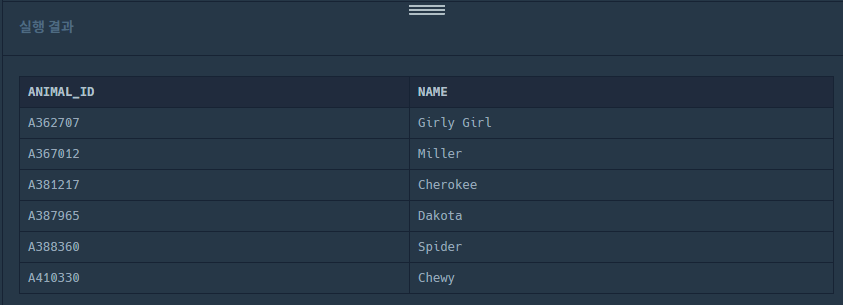 실행 결과
ANIMAL_ID NAME
A362707 Girly Girl
A367012 Miller
A381217 Cherokee
A387965 Dakota
A388360 Spider
A410330 Chewy